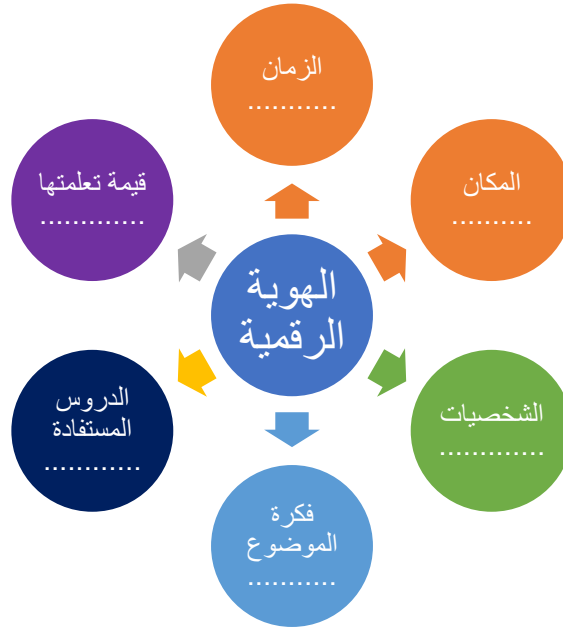 الزمان
...........
المكان
..........
الشخصيات
.............
فكرة
الموضوع
...........
الدروس
المستفادة
............
قيمة تعلمتها
.............
الهوية
الرقمية